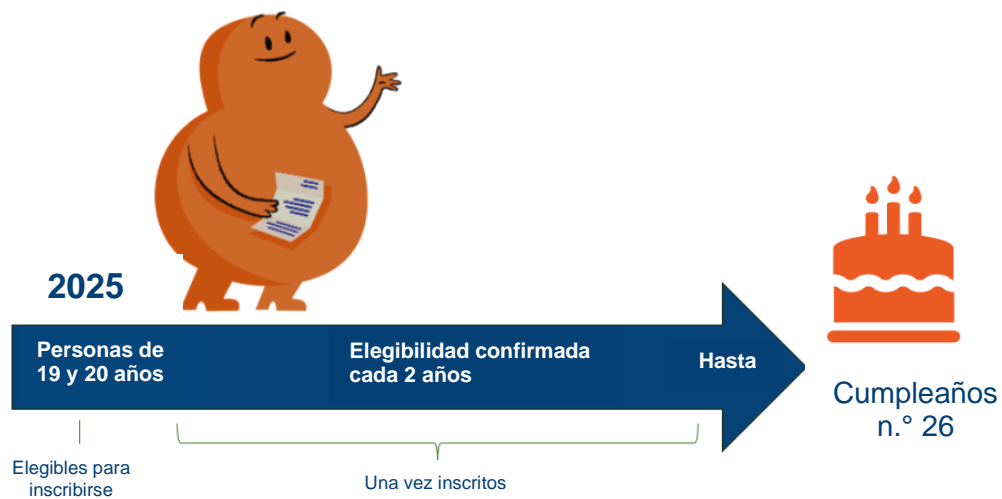 2025
Personas de
19 y 20 años
Elegibilidad confirmada
cada 2 años
Hasta
Cumpleaños
n.° 26
Elegibles para
inscribirse
Una vez inscritos